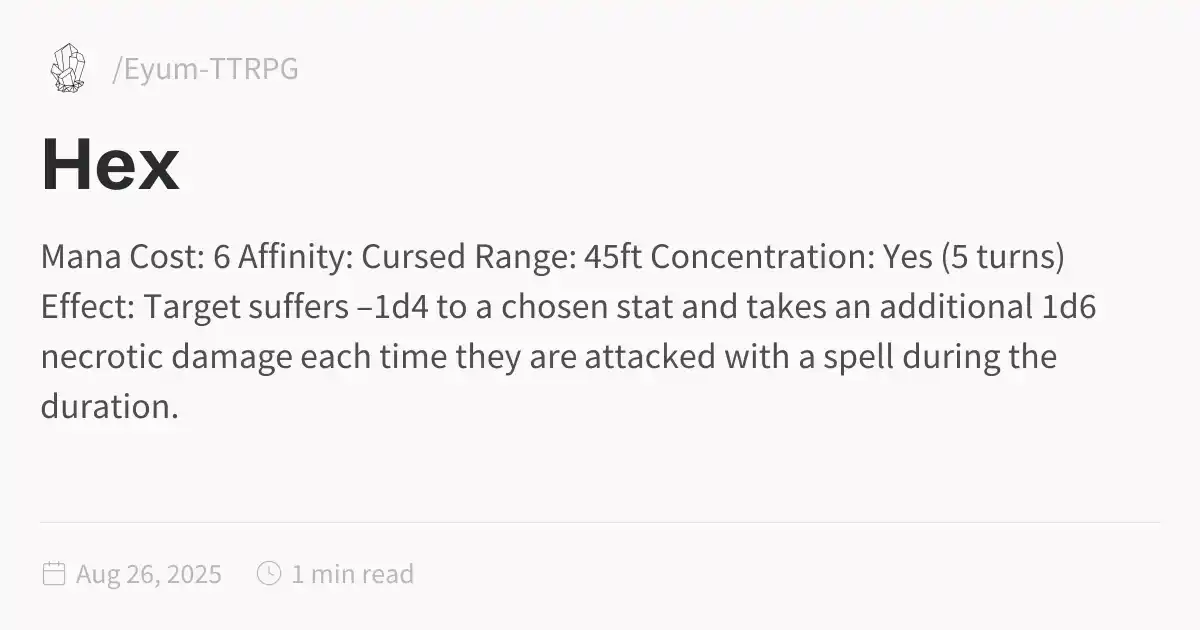 /Eyum-TTRPG
Hex
Mana Cost: 6 Affinity: Cursed Range: 45ft Concentration: Yes (5 turns)
Effect: Target suffers –1d4 to a chosen stat and takes an additional 1d6
necrotic damage each time they are attacked with a spell during the
duration.
Aug 26, 2025 1 min read